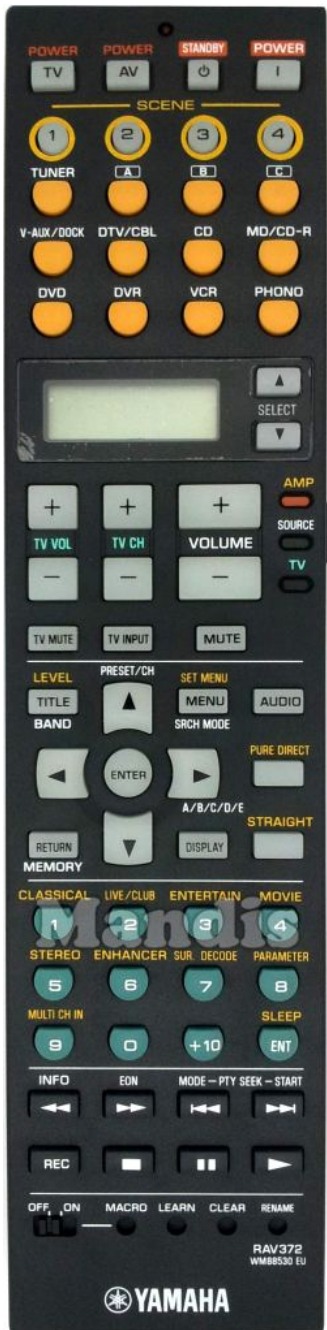 POWER POWER STANDBY POWER
TV AV I
SCENE
1 2 3 4
TUNER A B C
V-AUX/DOCK DTV/CBL CD MD/CD-R
DVD DVR VCR PHONO
SELECT
AMP
+ + +
SOURCE
TV VOL TV CH VOLUME
TV
− − −
TV MUTE TV INPUT MUTE
LEVEL PRESET/CH SET MENU
TITLE MENU AUDIO
BAND SRCH MODE
PURE DIRECT
ENTER
A/B/C/D/E
STRAIGHT
RETURN DISPLAY
MEMORY
CLASSICAL LIVE/CLUB ENTERTAIN MOVIE
1 2 3 4
Mandis
STEREO ENHANCER SUR. DECODE PARAMETER
5 6 7 8
MULTI CH IN SLEEP
9 0 +10 ENT
INFO EON MODE – PTY SEEK – START
REC
OFF ON MACRO LEARN CLEAR RENAME
RAV372
WM88530 EU
YAMAHA